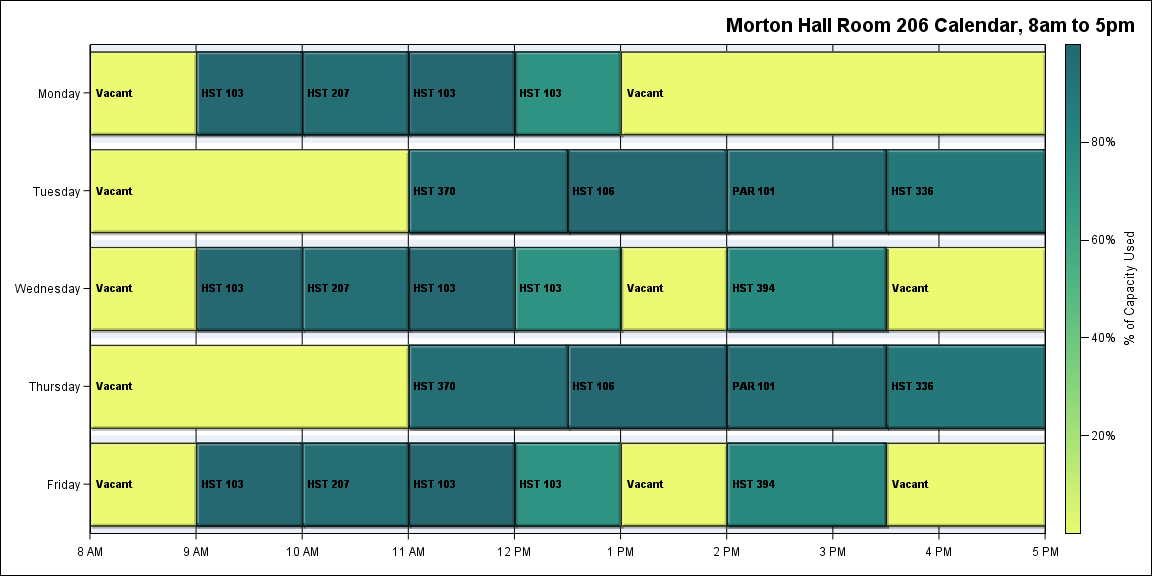 Morton Hall Room 206 Calendar, 8am to 5pm
Monday
Vacant
HST 103
HST 207
HST 103
HST 103
Vacant
Tuesday
Vacant
HST 370
HST 106
PAR 101
HST 336
Wednesday
Vacant
HST 103
HST 207
HST 103
HST 103
Vacant
HST 394
Vacant
Thursday
Vacant
HST 370
HST 106
PAR 101
HST 336
Friday
Vacant
HST 103
HST 207
HST 103
HST 103
Vacant
HST 394
Vacant
8 AM
9 AM
10 AM
11 AM
12 PM
1 PM
2 PM
3 PM
4 PM
5 PM
80%
60%
40%
20%
% of Capacity Used